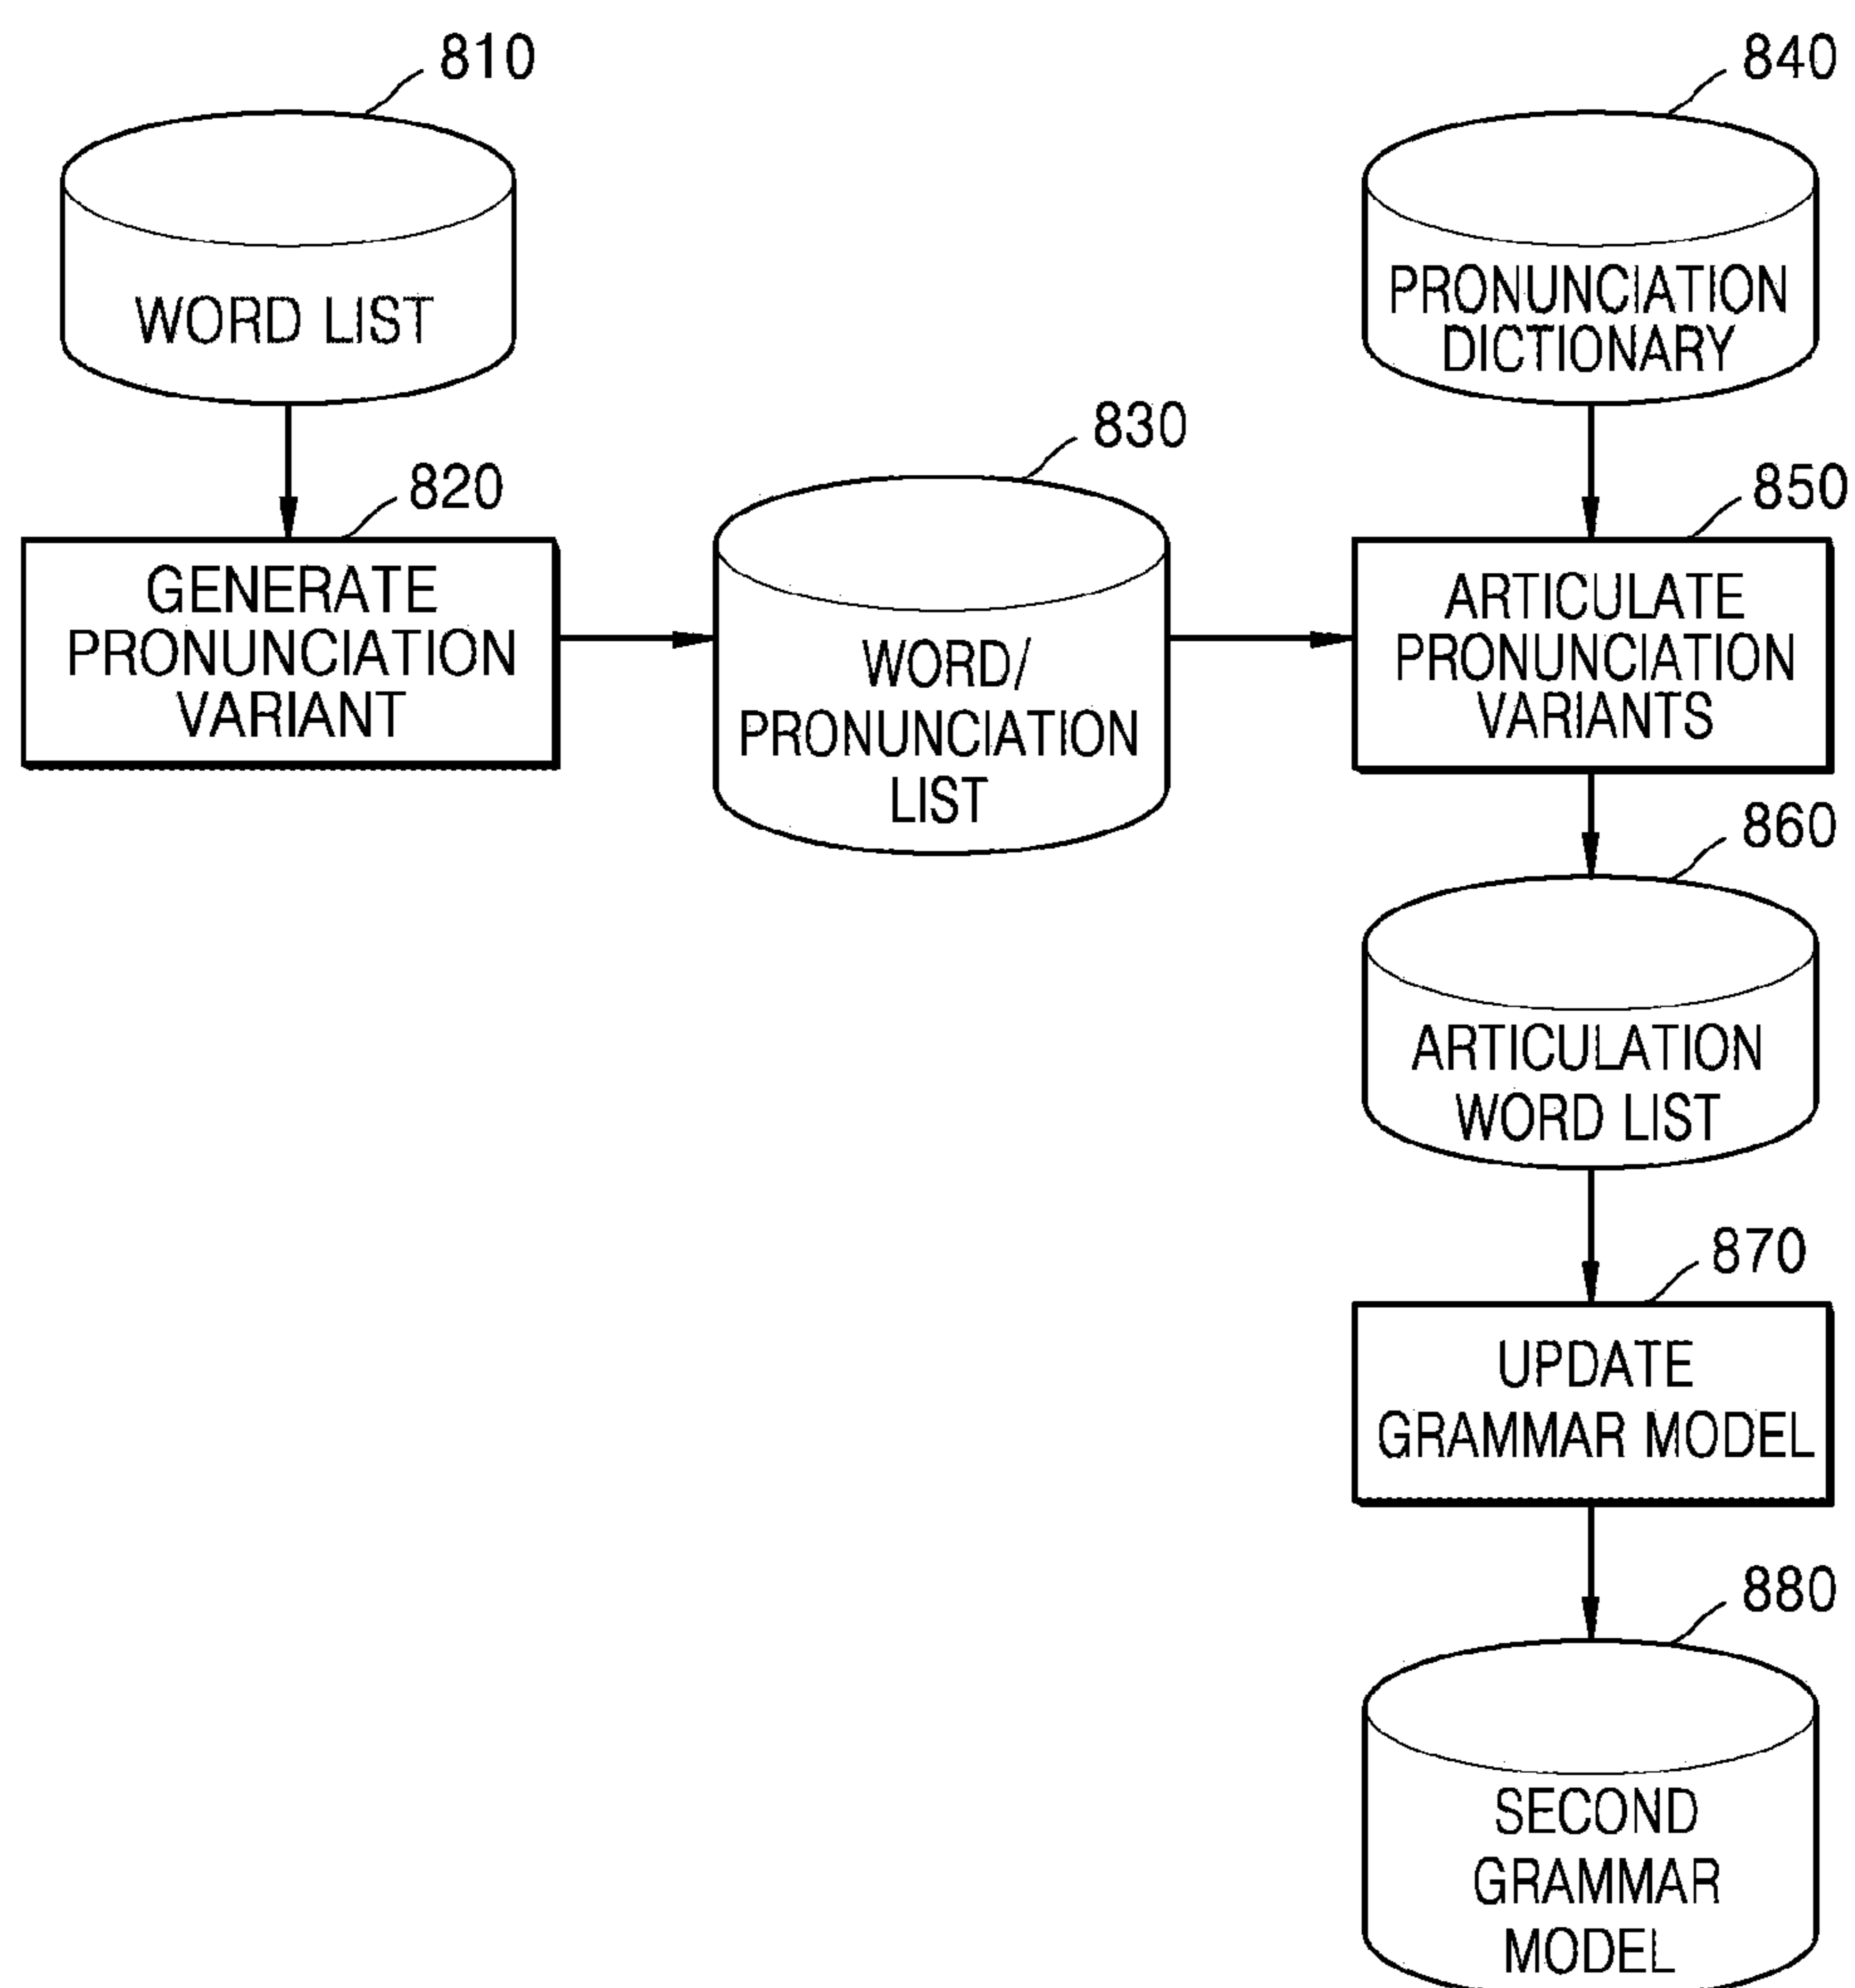 810
WORD LIST
820
GENERATE
PRONUNCIATION
VARIANT
830
WORD/
PRONUNCIATION
LIST
840
PRONUNCIATION
DICTIONARY
850
ARTICULATE
PRONUNCIATION
VARIANTS
860
ARTICULATION
WORD LIST
870
UPDATE
GRAMMAR MODEL
880
SECOND
GRAMMAR
MODEL